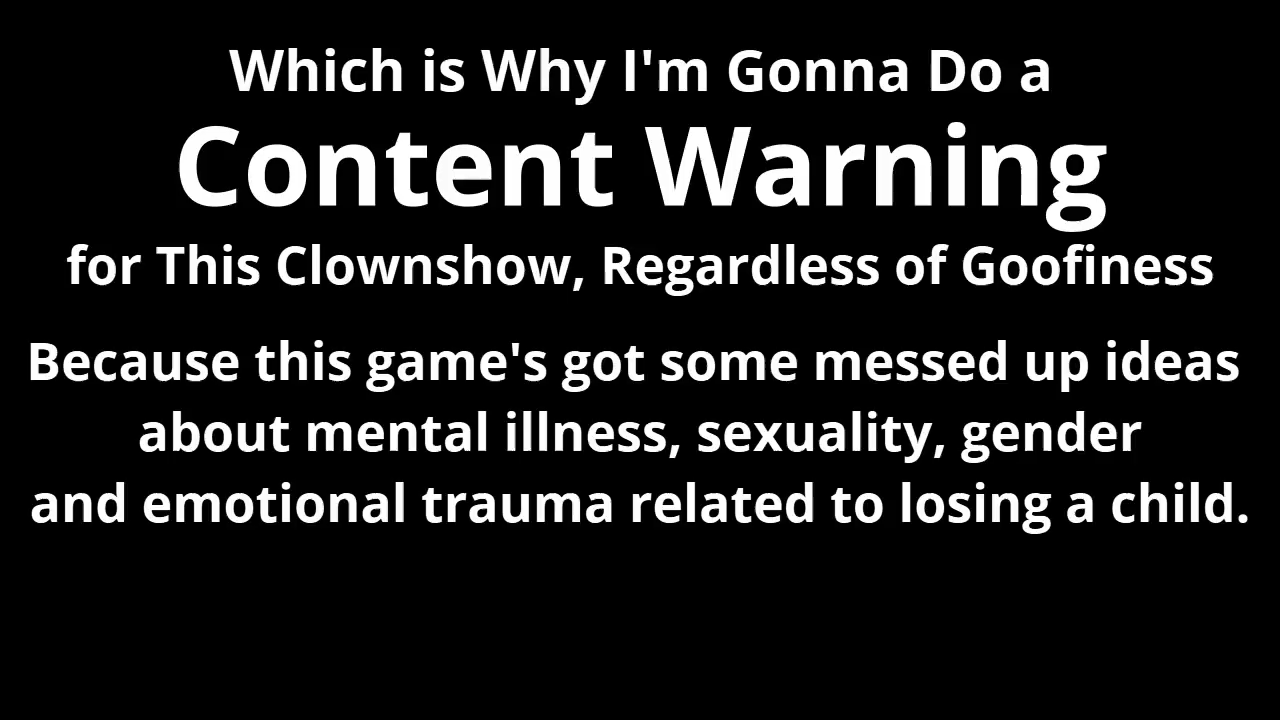 Which is Why I'm Gonna Do a
Content Warning
for This Clownshow, Regardless of Goofiness
Because this game's got some messed up ideas
about mental illness, sexuality, gender
and emotional trauma related to losing a child.